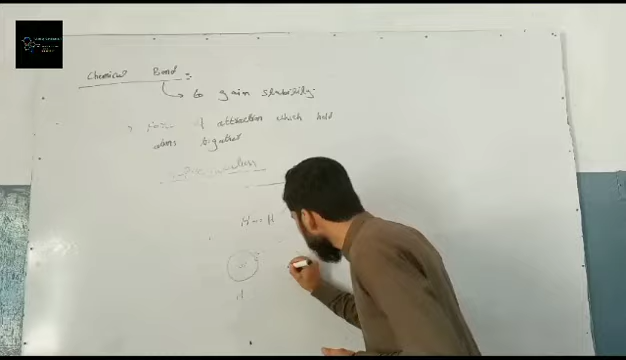 Chemical Bond :
to gain stability.
Force of attraction which hold
atoms together
H - H
H